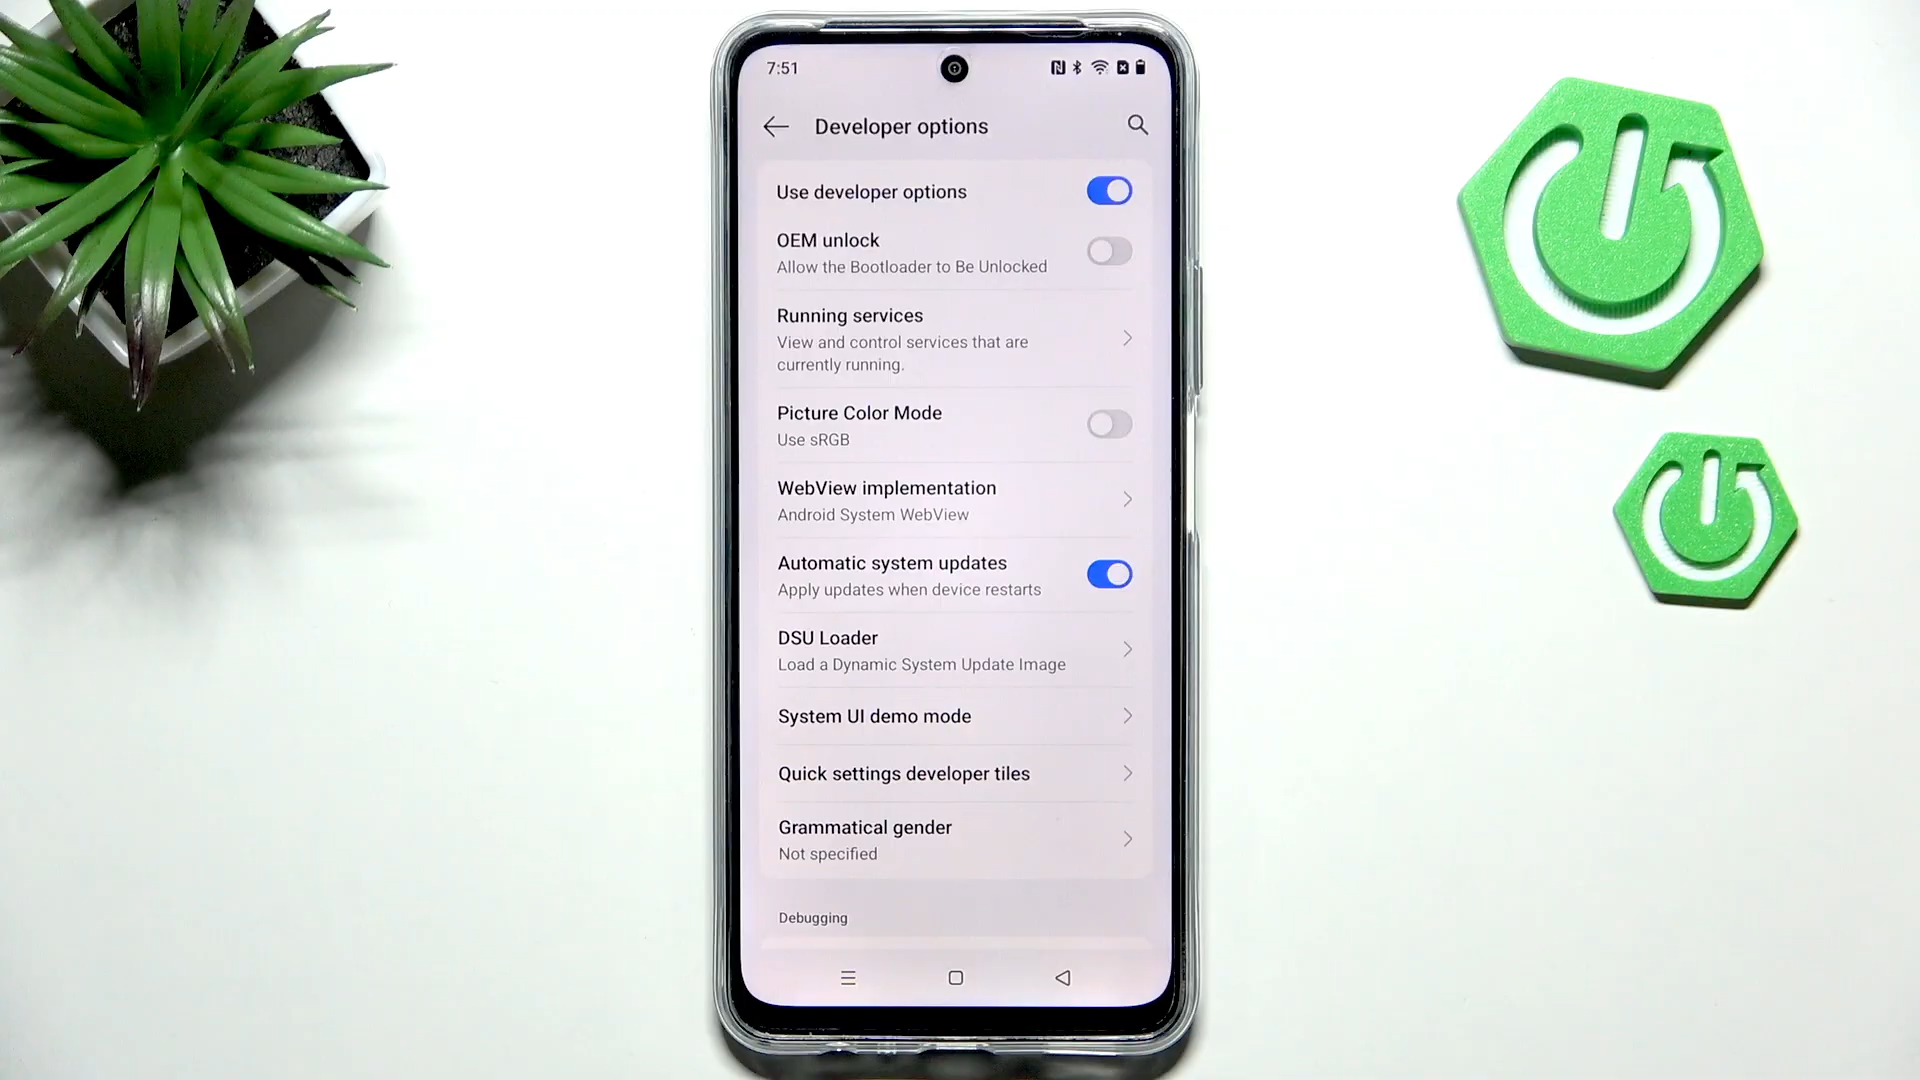 7:51
Developer options
Use developer options
OEM unlock
Allow the Bootloader to Be Unlocked
Running services
View and control services that are
currently running.
Picture Color Mode
Use sRGB
WebView implementation
Android System WebView
Automatic system updates
Apply updates when device restarts
DSU Loader
Load a Dynamic System Update Image
System UI demo mode
Quick settings developer tiles
Grammatical gender
Not specified
Debugging